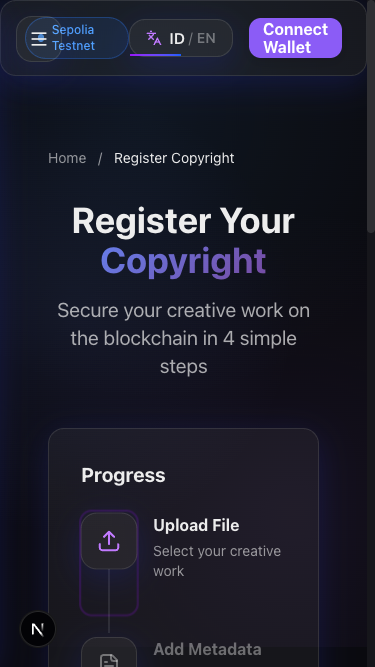 Sepolia
Testnet
ID / EN
Connect
Wallet
Home / Register Copyright
Register Your
Copyright
Secure your creative work on
the blockchain in 4 simple
steps
Progress
Upload File
Select your creative
work
N
Add Metadata